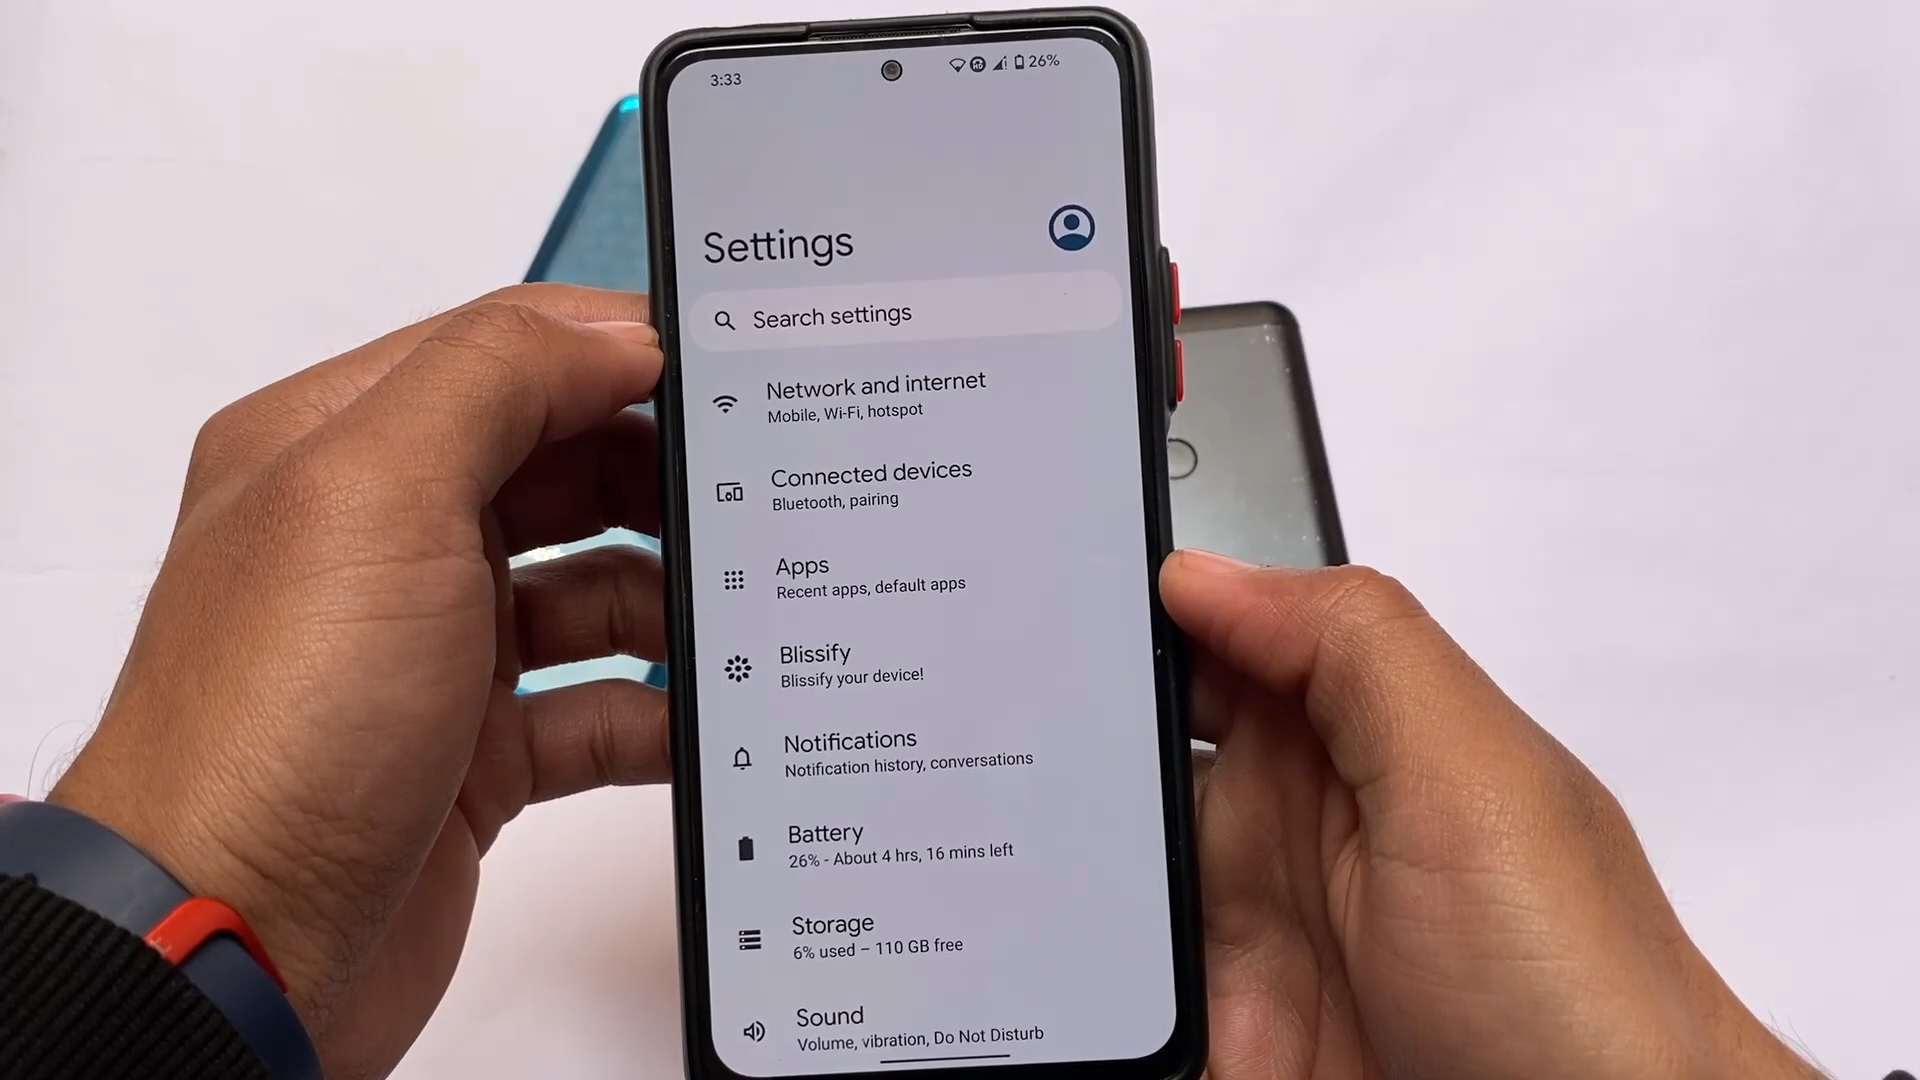 3:33
26%
Settings
Search settings
Network and internet
Mobile, Wi-Fi, hotspot
Connected devices
Bluetooth, pairing
Apps
Recent apps, default apps
Blissify
Blissify your device!
Notifications
Notification history, conversations
Battery
26% - About 4 hrs, 16 mins left
Storage
6% used – 110 GB free
Sound
Volume, vibration, Do Not Disturb